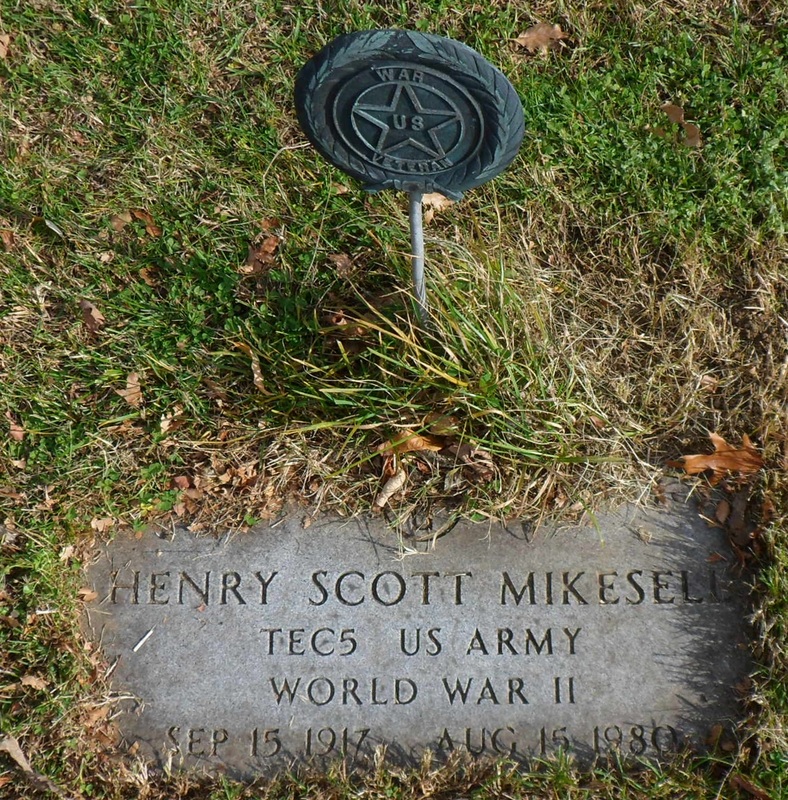 WAR
US
VETERAN
HENRY SCOTT MIKESELL
TEC5 US ARMY
WORLD WAR II
SEP 15 1917 AUG 15 1980